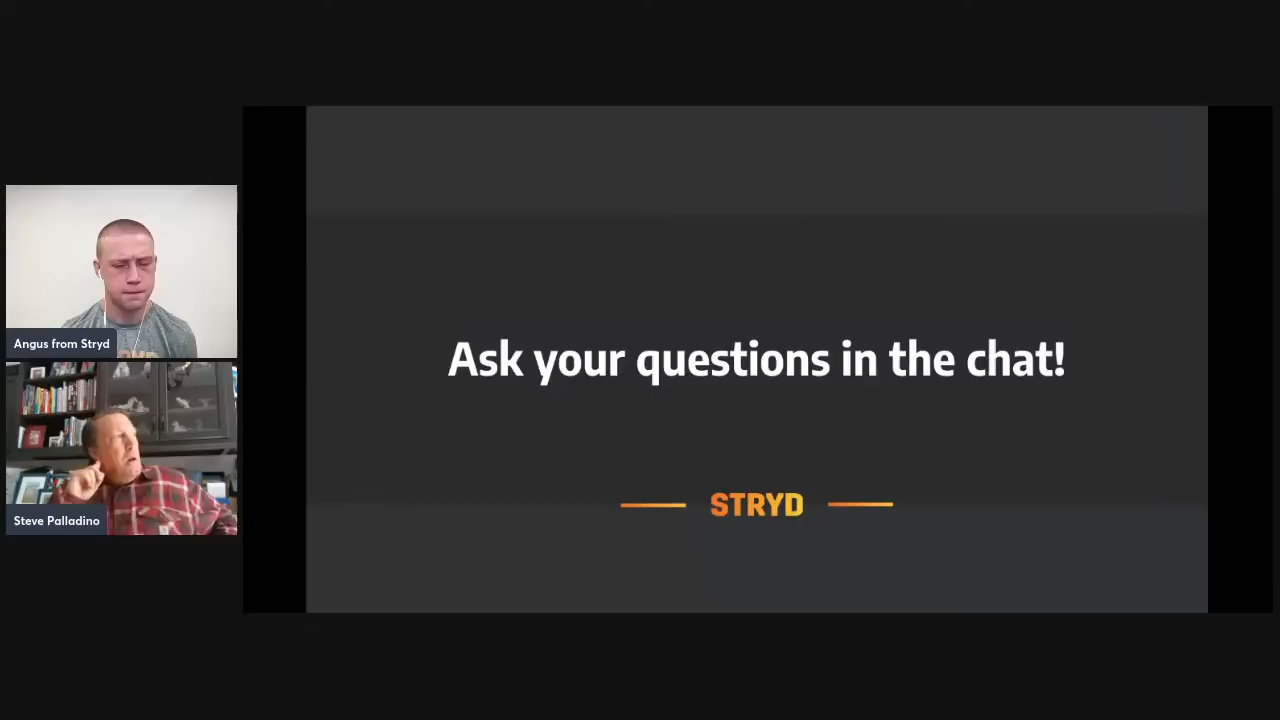 Angus from Stryd
Steve Palladino
Ask your questions in the chat!
STRYD